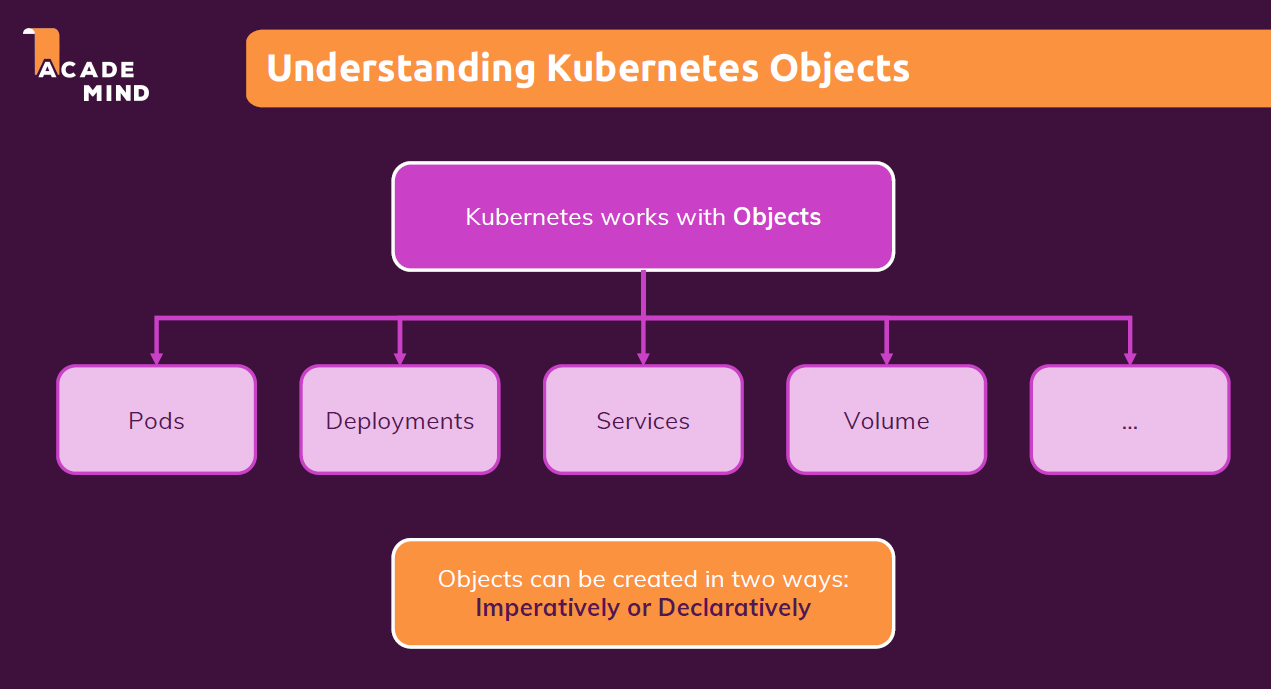 ACADE
MIND
Understanding Kubernetes Objects
Kubernetes works with Objects
Pods
Deployments
Services
Volume
...
Objects can be created in two ways:
Imperatively or Declaratively